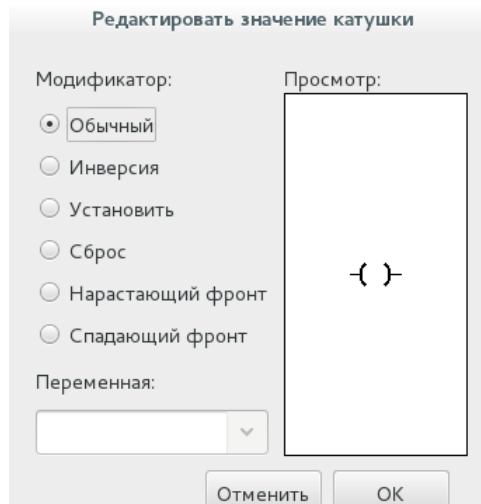 Редактировать значение катушки
Модификатор:
Просмотр:
Обычный
Инверсия
Установить
Сброс
Нарастающий фронт
Спадающий фронт
Переменная:
Отменить
OK